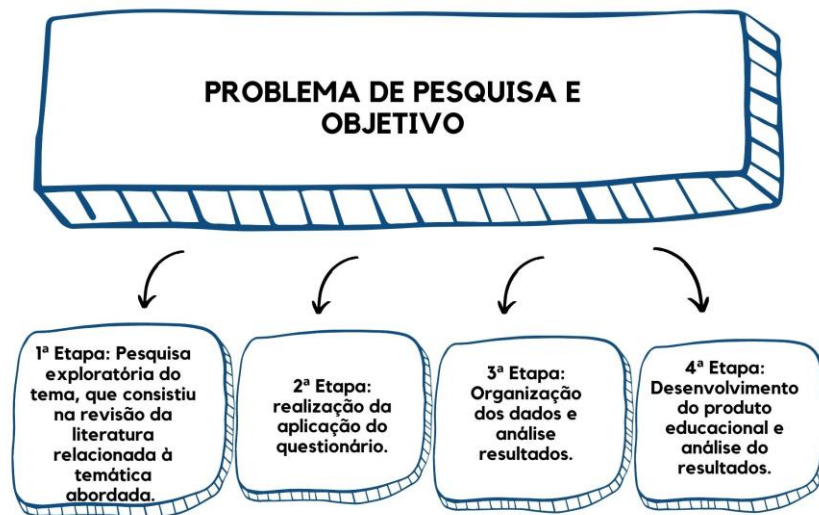 PROBLEMA DE PESQUISA E
OBJETIVO
1ª Etapa: Pesquisa
exploratória do
tema, que consistiu
na revisão da
literatura
relacionada à
temática
abordada.
2ª Etapa:
realização da
aplicação do
questionário.
3ª Etapa:
Organização
dos dados e
análise
resultados.
4ª Etapa:
Desenvolvimento
do produto
educacional e
análise do
resultados.